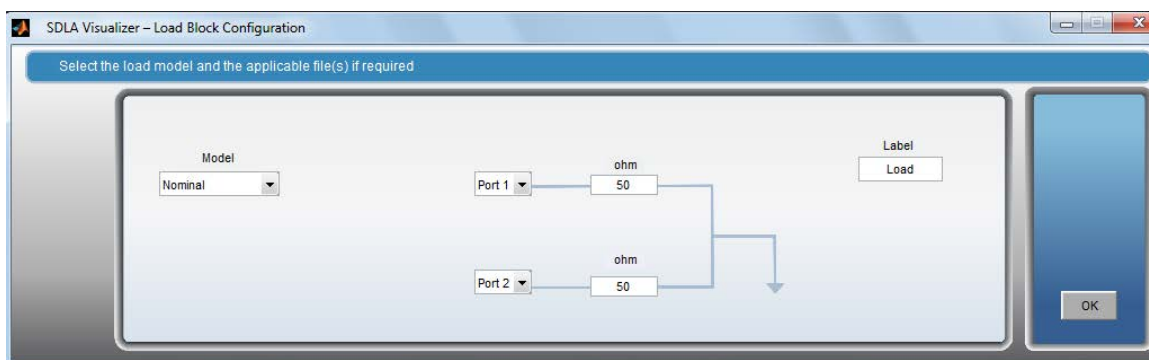 SDLA Visualizer – Load Block Configuration
Select the load model and the applicable file(s) if required
Model
Nominal
Port 1
ohm
50
Label
Load
Port 2
ohm
50
OK